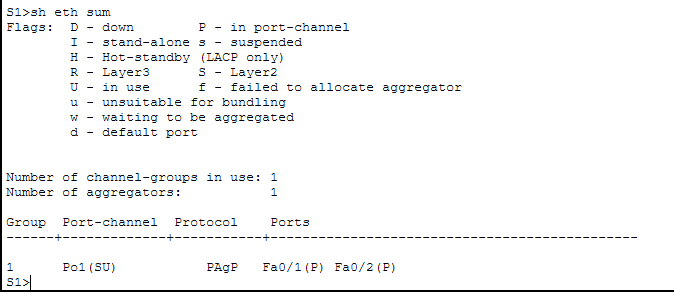 S1>sh eth sum
Flags:  D - down        P - in port-channel
        I - stand-alone s - suspended
        H - Hot-standby (LACP only)
        R - Layer3      S - Layer2
        U - in use      f - failed to allocate aggregator
        u - unsuitable for bundling
        w - waiting to be aggregated
        d - default port
Number of channel-groups in use: 1
Number of aggregators:           1
Group  Port-channel  Protocol    Ports
------+-------------+-----------+----------------------------------------------
1      Po1(SU)           PAgP   Fa0/1(P) Fa0/2(P)
S1>